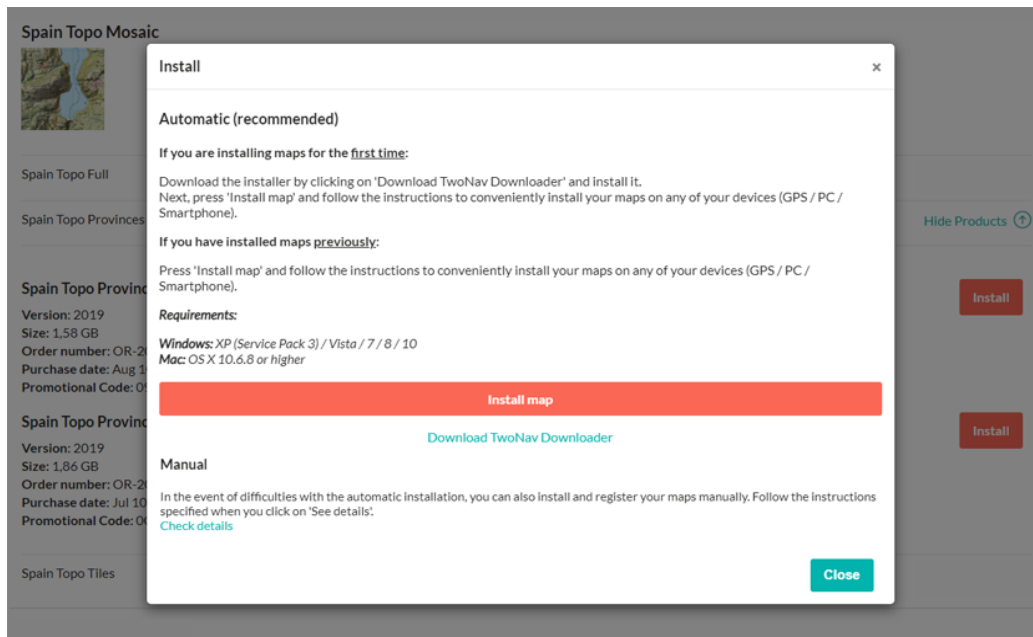 Spain Topo Mosaic
Install
×
Automatic (recommended)
If you are installing maps for the first time:
Download the installer by clicking on 'Download TwoNav Downloader' and install it.
Next, press 'Install map' and follow the instructions to conveniently install your maps on any of your devices (GPS / PC /
Smartphone).
If you have installed maps previously:
Press 'Install map' and follow the instructions to conveniently install your maps on any of your devices (GPS / PC /
Smartphone).
Requirements:
Windows: XP (Service Pack 3) / Vista / 7 / 8 / 10
Mac: OS X 10.6.8 or higher
Install map
Download TwoNav Downloader
Manual
In the event of difficulties with the automatic installation, you can also install and register your maps manually. Follow the instructions
specified when you click on 'See details'.
Check details
Close
Spain Topo Full
Spain Topo Provinces
Hide Products
Spain Topo
Install
Version: 2019
Size: 1,58 GB
Order number:
Purchase date: Aug
Promotional Code:
Spain Topo
Install
Version: 2019
Size: 1,86 GB
Order number:
Purchase date: Jul 10
Promotional Code:
Spain Topo Tiles